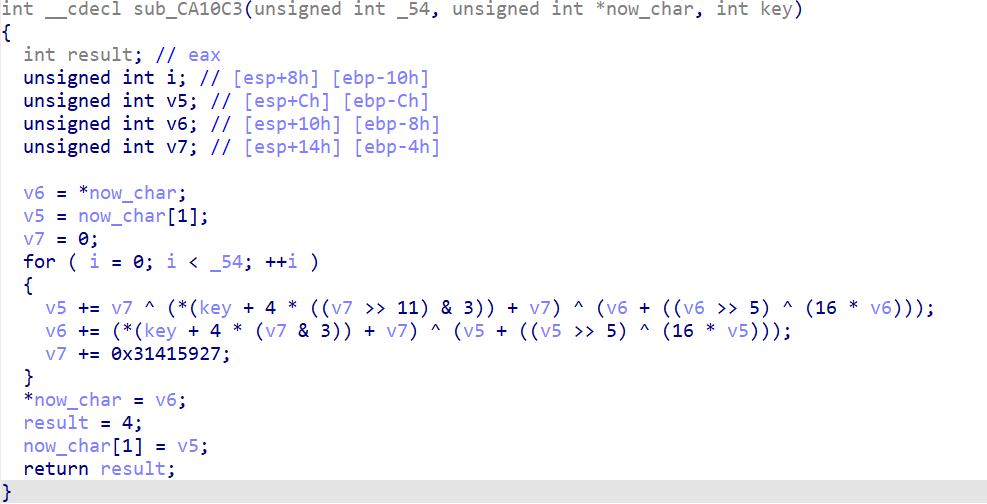 int __cdecl sub_CA10C3(unsigned int _54, unsigned int *now_char, int key)
{
  int result; // eax
  unsigned int i; // [esp+8h] [ebp-10h]
  unsigned int v5; // [esp+Ch] [ebp-Ch]
  unsigned int v6; // [esp+10h] [ebp-8h]
  unsigned int v7; // [esp+14h] [ebp-4h]

  v6 = *now_char;
  v5 = now_char[1];
  v7 = 0;
  for ( i = 0; i < _54; ++i )
  {
    v5 += v7 ^ (*(key + 4 * ((v7 >> 11) & 3)) + v7) ^ (v6 + ((v6 >> 5) ^ (16 * v6)));
    v6 += (*(key + 4 * (v7 & 3)) + v7) ^ (v5 + ((v5 >> 5) ^ (16 * v5)));
    v7 += 0x31415927;
  }
  *now_char = v6;
  result = 4;
  now_char[1] = v5;
  return result;
}